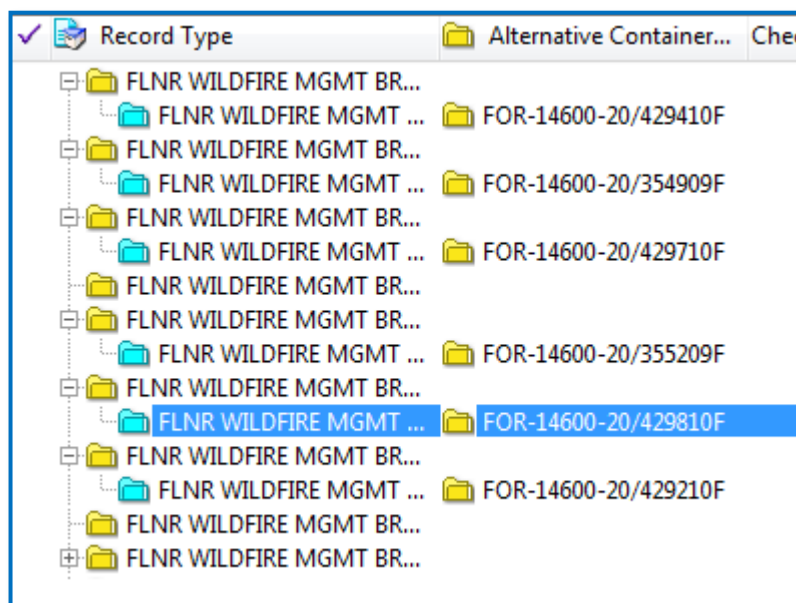 Record Type Alternative Container... Che
FLNR WILDFIRE MGMT BR...
FLNR WILDFIRE MGMT ... FOR-14600-20/429410F
FLNR WILDFIRE MGMT BR...
FLNR WILDFIRE MGMT ... FOR-14600-20/354909F
FLNR WILDFIRE MGMT BR...
FLNR WILDFIRE MGMT ... FOR-14600-20/429710F
FLNR WILDFIRE MGMT BR...
FLNR WILDFIRE MGMT BR...
FLNR WILDFIRE MGMT ... FOR-14600-20/355209F
FLNR WILDFIRE MGMT BR...
FLNR WILDFIRE MGMT ... FOR-14600-20/429810F
FLNR WILDFIRE MGMT BR...
FLNR WILDFIRE MGMT ... FOR-14600-20/429210F
FLNR WILDFIRE MGMT BR...
FLNR WILDFIRE MGMT BR...